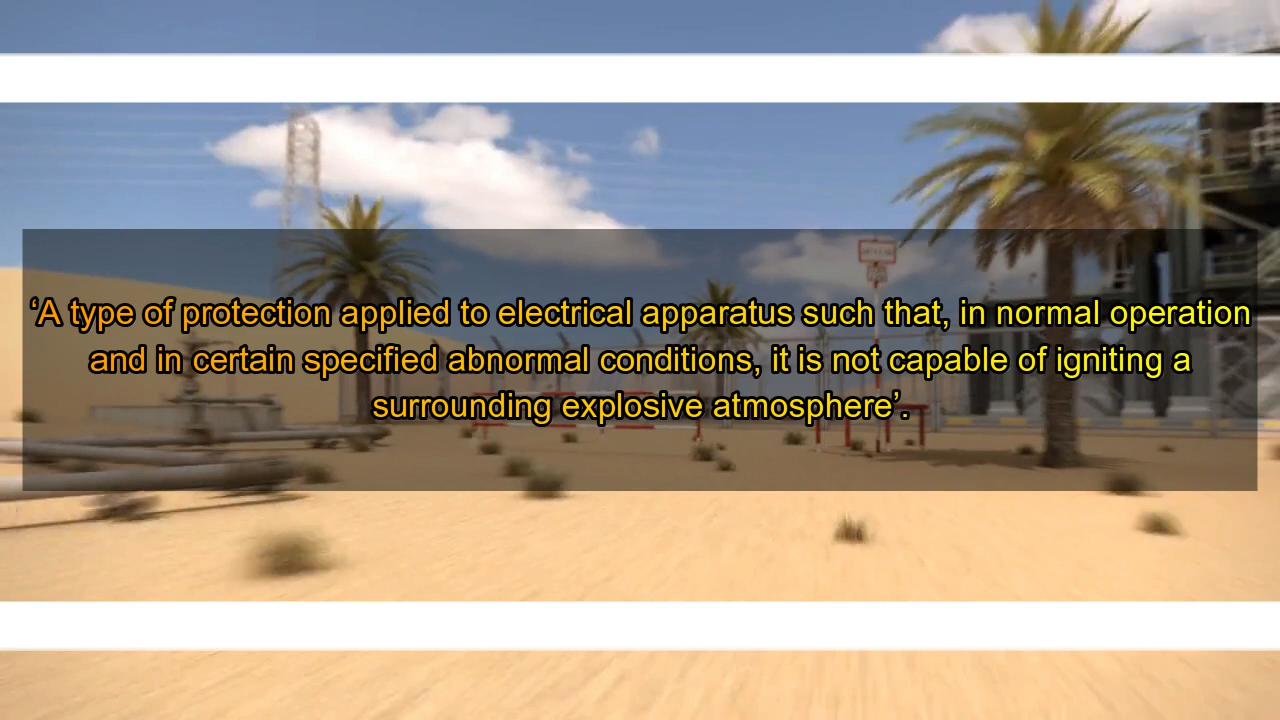 ‘A type of protection applied to electrical apparatus such that, in normal operation
and in certain specified abnormal conditions, it is not capable of igniting a
surrounding explosive atmosphere’.